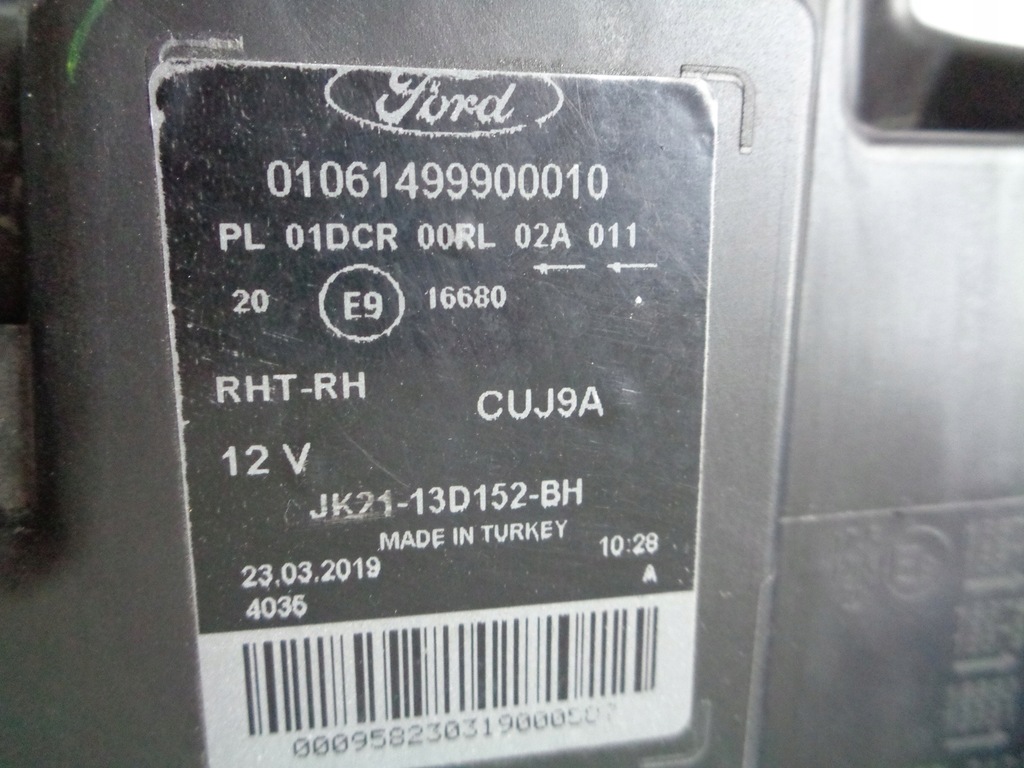 Ford
01061499900010
PL 01DCR 00RL 02A 011
20 E9 16680
RHT-RH
CUJ9A
12 V
JK21-13D152-BH
MADE IN TURKEY
23.03.2019 10:28
4036 A